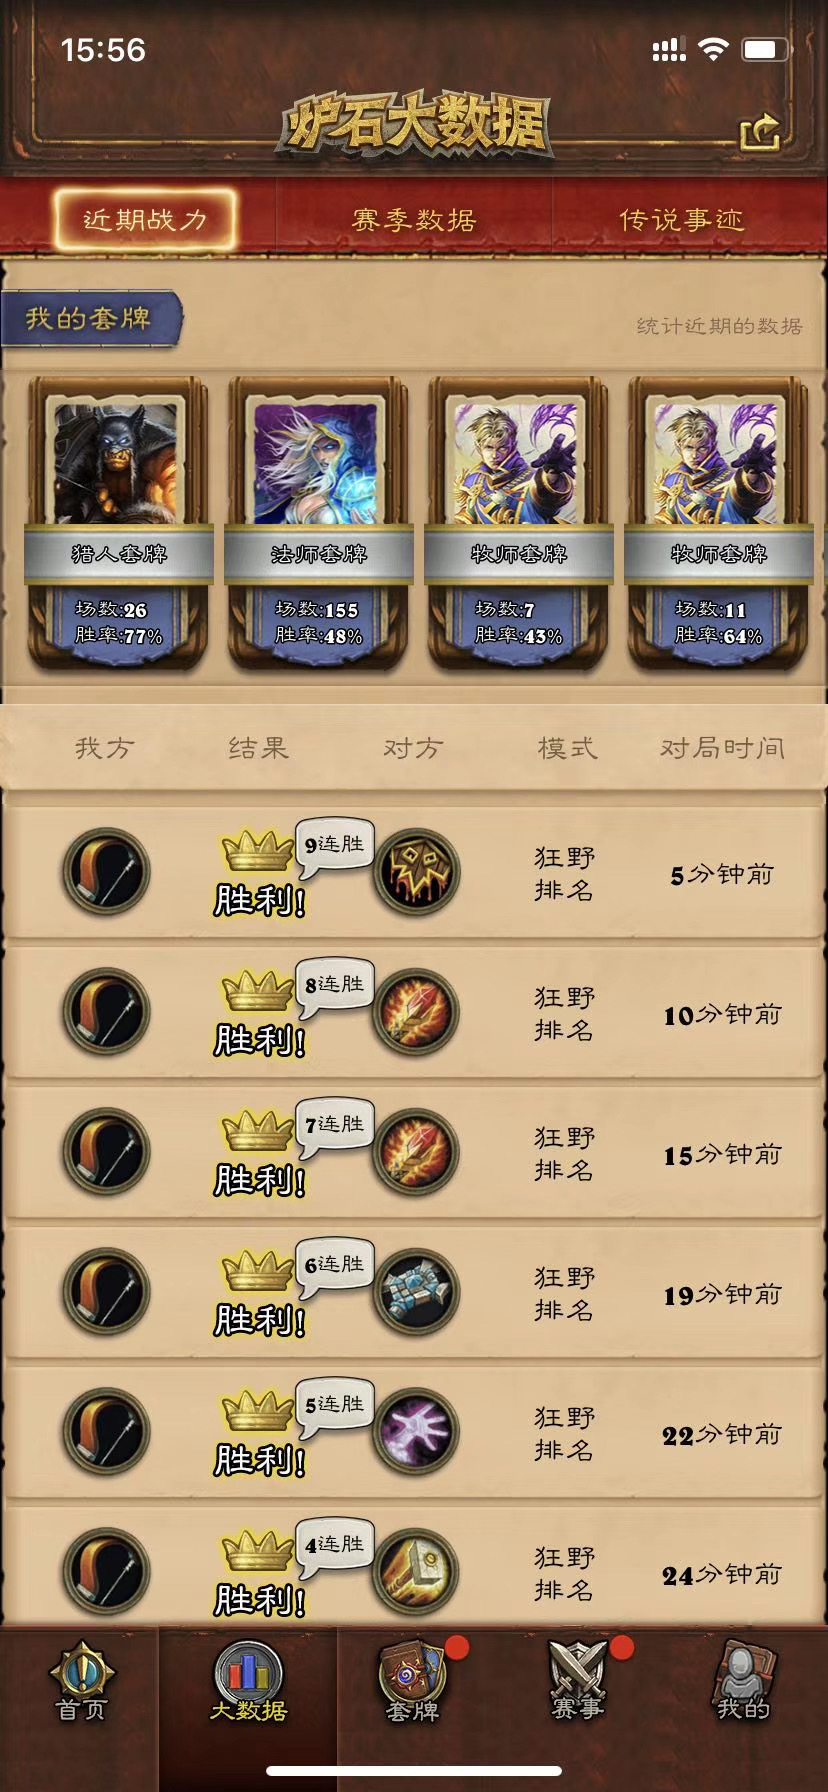 15:56
炉石大数据
近期战力
赛季数据
传说事迹
我的套牌
统计近期的数据
猎人套牌
场数:26
胜率:77%
法师套牌
场数:155
胜率:48%
牧师套牌
场数:7
胜率:43%
牧师套牌
场数:11
胜率:64%
我方
结果
对方
模式
对局时间
9连胜
胜利!
狂野
排名
5分钟前
8连胜
胜利!
狂野
排名
10分钟前
7连胜
胜利!
狂野
排名
15分钟前
6连胜
胜利!
狂野
排名
19分钟前
5连胜
胜利!
狂野
排名
22分钟前
4连胜
胜利!
狂野
排名
24分钟前
首页
大数据
套牌
赛事
我的